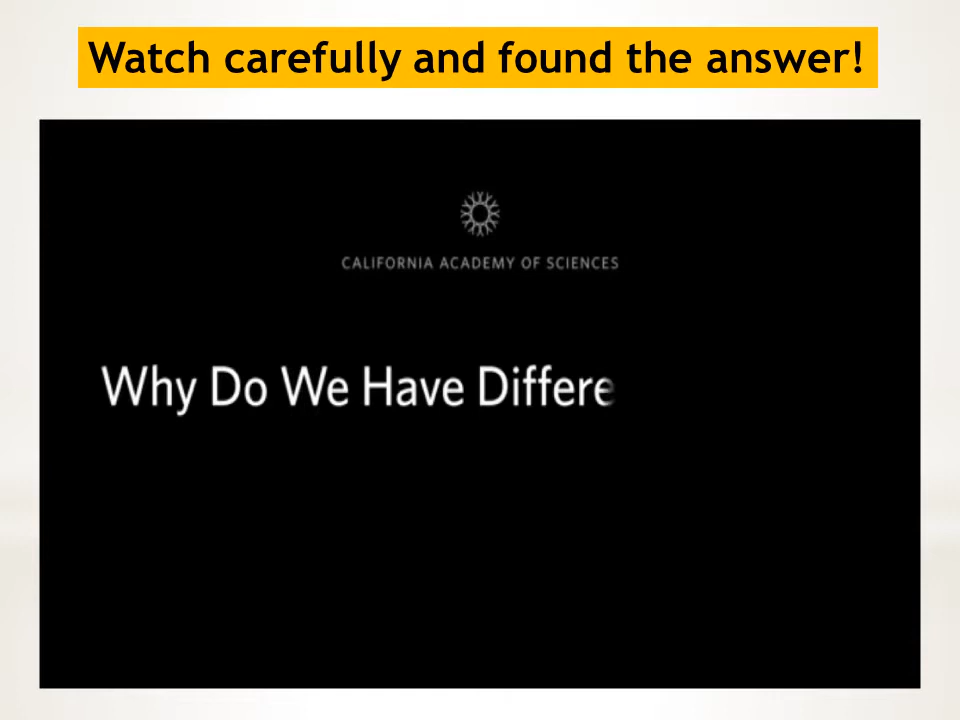 Watch carefully and found the answer!
CALIFORNIA ACADEMY OF SCIENCES
Why Do We Have Differe